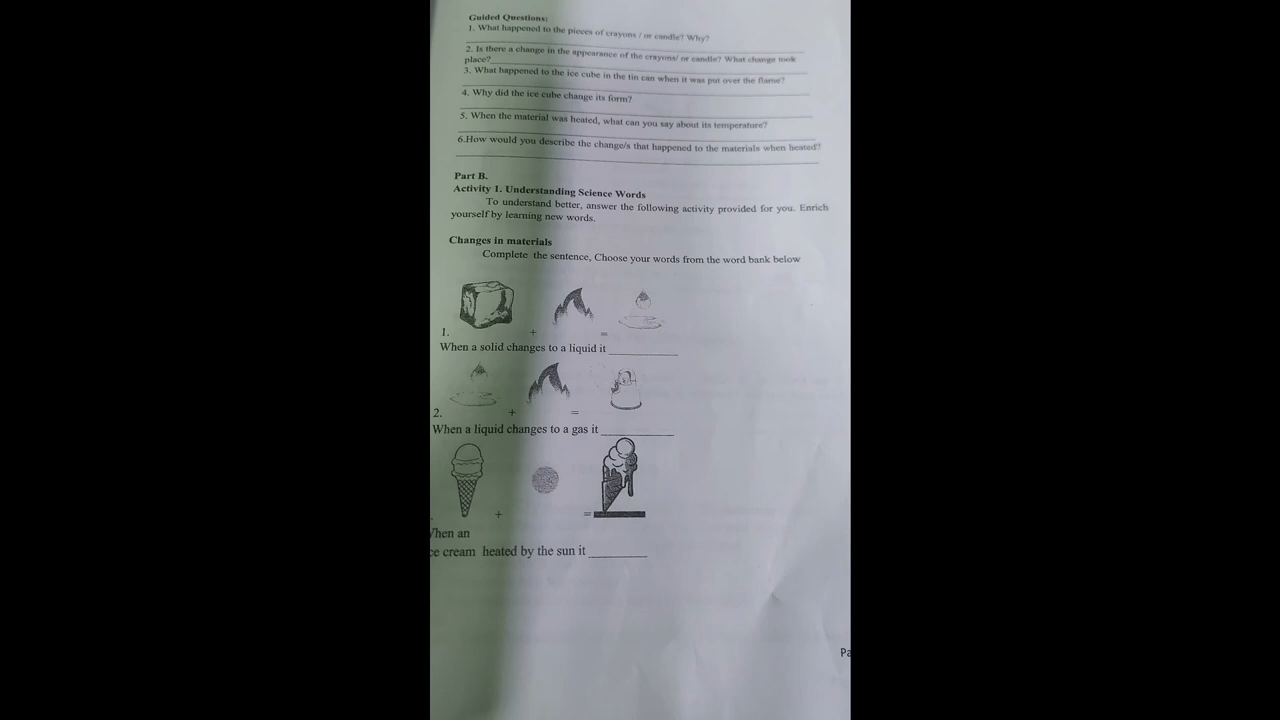 Guided Questions:
1. What happened to the pieces of crayons / or candle? Why?
2. Is there a change in the appearance of the crayons/ or candle? What change took
place?
3. What happened to the ice cube in the tin can when it was put over the flame?
4. Why did the ice cube change its form?
5. When the material was heated, what can you say about its temperature?
6.How would you describe the change/s that happened to the materials when heated?
Part B.
Activity 1. Understanding Science Words
To understand better, answer the following activity provided for you. Enrich
yourself by learning new words.
Changes in materials
Complete the sentence, Choose your words from the word bank below
1. + =
When a solid changes to a liquid it __________
2. + =
When a liquid changes to a gas it __________
+ =
hen an
ce cream heated by the sun it __________
Pa